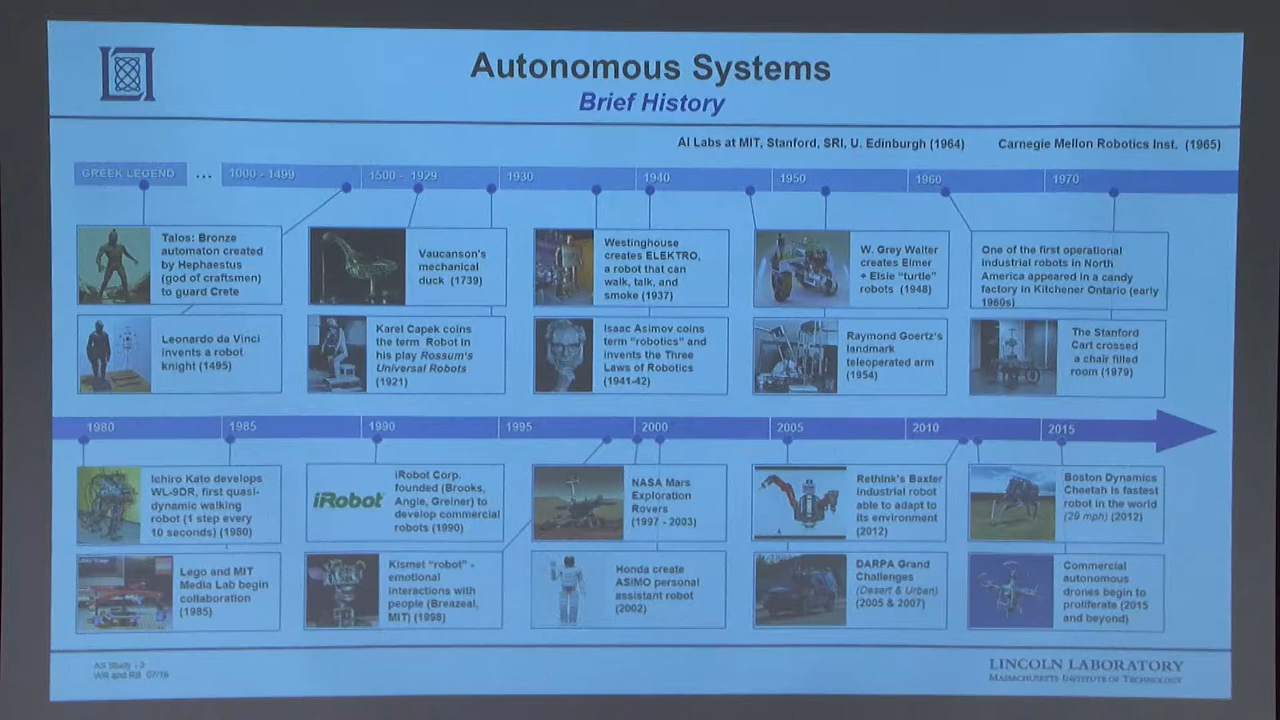 Autonomous Systems
Brief History
AI Labs at MIT, Stanford, SRI, U. Edinburgh (1964)
Carnegie Mellon Robotics Inst. (1965)
GREEK LEGEND ... 1000 - 1499 1500 - 1929 1930 1940 1950 1960 1970
Talos: Bronze
automaton created
by Hephaestus
(god of craftsmen)
to guard Crete
Vaucanson's
mechanical
duck (1739)
Westinghouse
creates ELEKTRO,
a robot that can
walk, talk, and
smoke (1937)
W. Grey Walter
creates Elmer
+ Elsie "turtle"
robots (1948)
One of the first operational
industrial robots in North
America appeared in a candy
factory in Kitchener Ontario (early
1960s)
Leonardo da Vinci
invents a robot
knight (1495)
Karel Capek coins
the term Robot in
his play Rossum's
Universal Robots
(1921)
Isaac Asimov coins
term "robotics" and
invents the Three
Laws of Robotics
(1941-42)
Raymond Goertz's
landmark
teleoperated arm
(1954)
The Stanford
Cart crossed
a chair filled
room (1979)
1980 1985 1990 1995 2000 2005 2010 2015
Ichiro Kato develops
WL-9DR, first quasi-
dynamic walking
robot (1 step every
10 seconds) (1980)
iRobot
iRobot Corp.
founded (Brooks,
Angle, Greiner) to
develop commercial
robots (1990)
NASA Mars
Exploration
Rovers
(1997 - 2003)
Rethink's Baxter
industrial robot
able to adapt to
its environment
(2012)
Boston Dynamics
Cheetah is fastest
robot in the world
(29 mph) (2012)
Lego and MIT
Media Lab begin
collaboration
(1985)
Kismet "robot" -
emotional
interactions with
people (Breazeal,
MIT) (1998)
Honda create
ASIMO personal
assistant robot
(2002)
DARPA Grand
Challenges
(Desert & Urban)
(2005 & 2007)
Commercial
autonomous
drones begin to
proliferate (2015
and beyond)
AS Study - 2
WR and RB 07/16
LINCOLN LABORATORY
MASSACHUSETTS INSTITUTE OF TECHNOLOGY